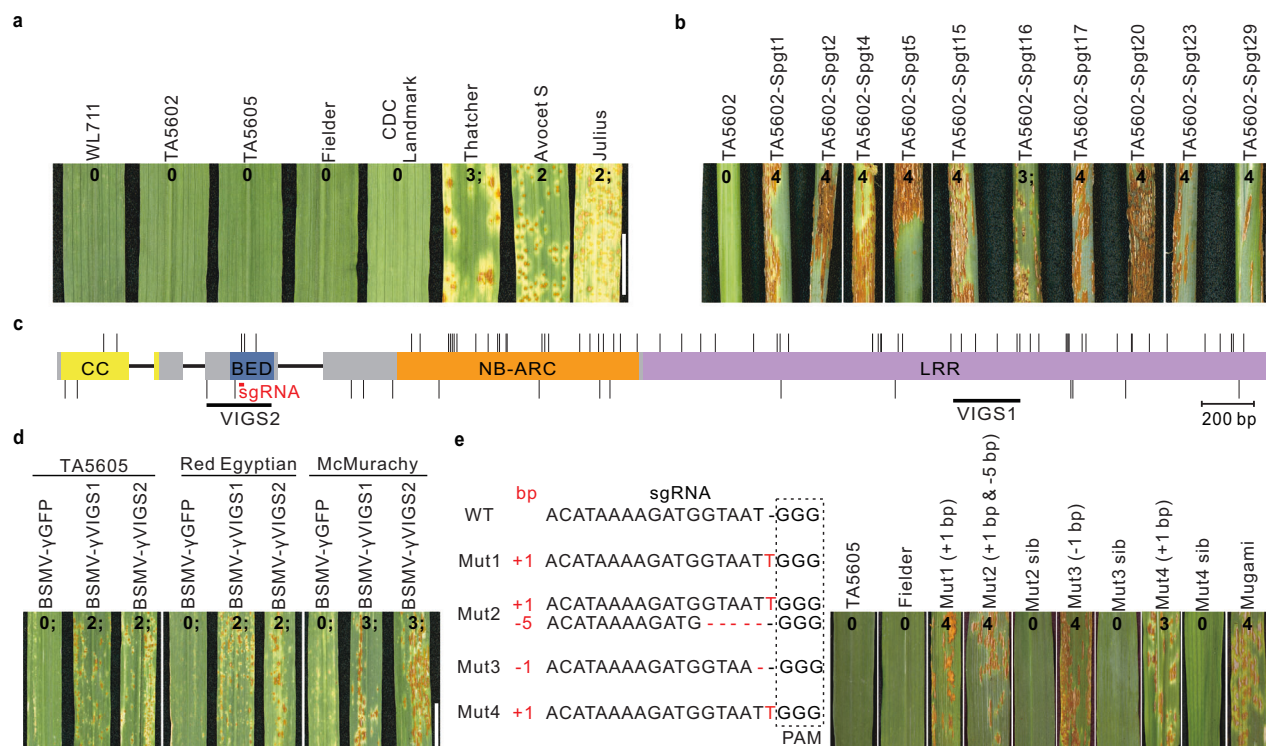 a
WL711
TA5602
TA5605
Fielder
CDC
Landmark
Thatcher
Avocet S
Julius
0
0
0
0
0
3;
2
2;
b
TA5602
TA5602-Spgt1
TA5602-Spgt2
TA5602-Spgt4
TA5602-Spgt5
TA5602-Spgt15
TA5602-Spgt16
TA5602-Spgt17
TA5602-Spgt20
TA5602-Spgt23
TA5602-Spgt29
0
4
4
4
4
4
3;
4
4
4
4
c
CC
BED
NB-ARC
LRR
sgRNA
VIGS2
VIGS1
200 bp
d
TA5605
Red Egyptian
McMurachy
BSMV-γGFP
BSMV-γVIGS1
BSMV-γVIGS2
BSMV-γGFP
BSMV-γVIGS1
BSMV-γVIGS2
BSMV-γGFP
BSMV-γVIGS1
BSMV-γVIGS2
0;
2;
2;
0;
2;
2;
0;
3;
3;
e
bp
sgRNA
WT ACATAAAAGATGGTAAT-GGG
Mut1 +1 ACATAAAAGATGGTAATTGGG
Mut2
+1 ACATAAAAGATGGTAATTGGG
-5 ACATAAAAGATG------GGG
Mut3 -1 ACATAAAAGATGGTAA--GGG
Mut4 +1 ACATAAAAGATGGTAATTGGG
PAM
TA5605
Fielder
Mut1 (+1 bp)
Mut2 (+1 bp & -5 bp)
Mut2 sib
Mut3 (-1 bp)
Mut3 sib
Mut4 (+1 bp)
Mut4 sib
Mugami
0
0
4
4
0
4
0
3
0
4